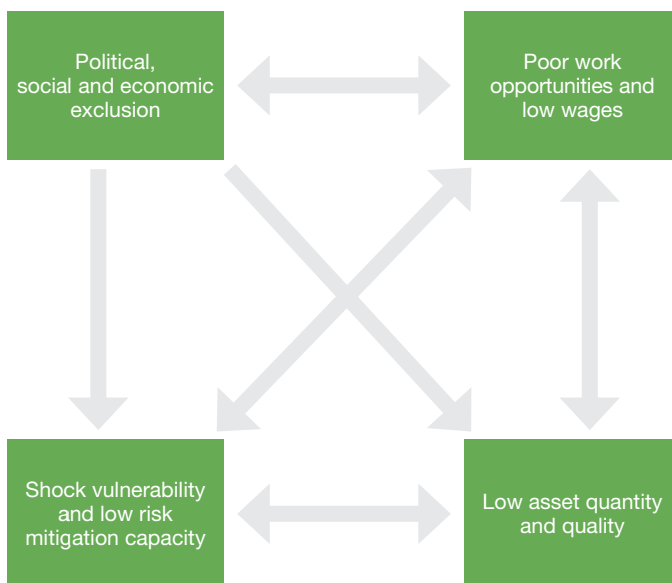 Political,
social and economic
exclusion
Poor work
opportunities and
low wages
Shock vulnerability
and low risk
mitigation capacity
Low asset quantity
and quality